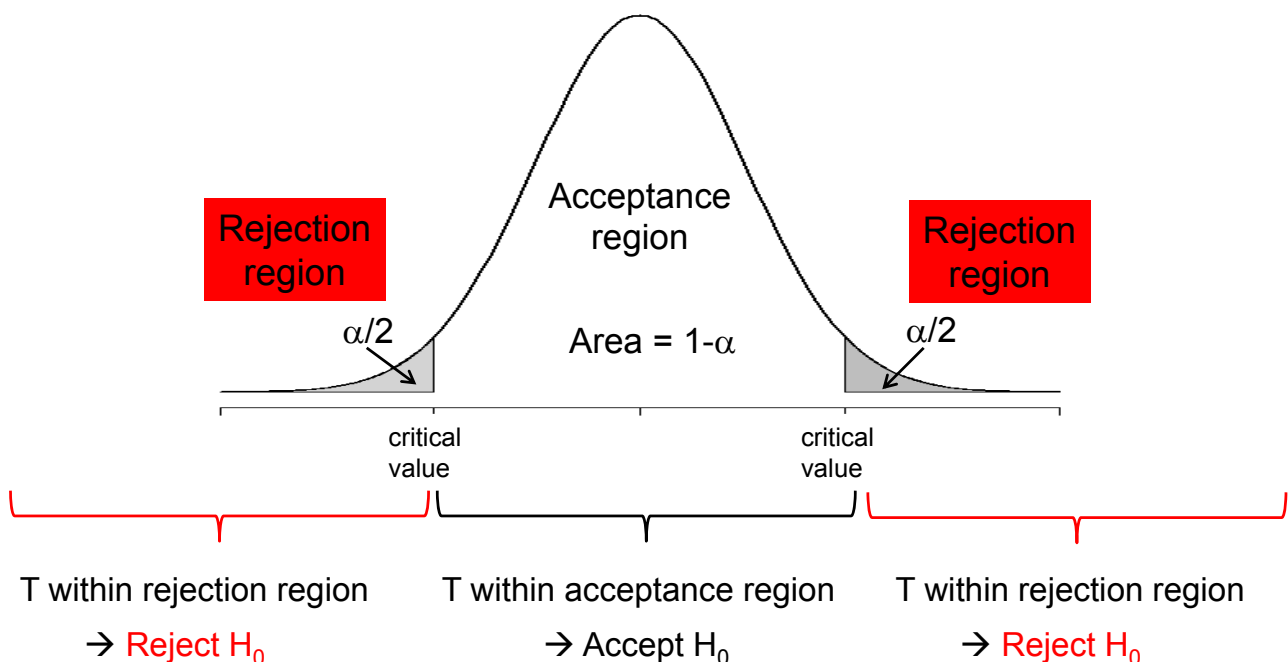 Acceptance
region
Rejection
region
Rejection
region
α/2
Area = 1-α
α/2
critical
value
critical
value
T within rejection region
→ Reject H₀
T within acceptance region
→ Accept H₀
T within rejection region
→ Reject H₀